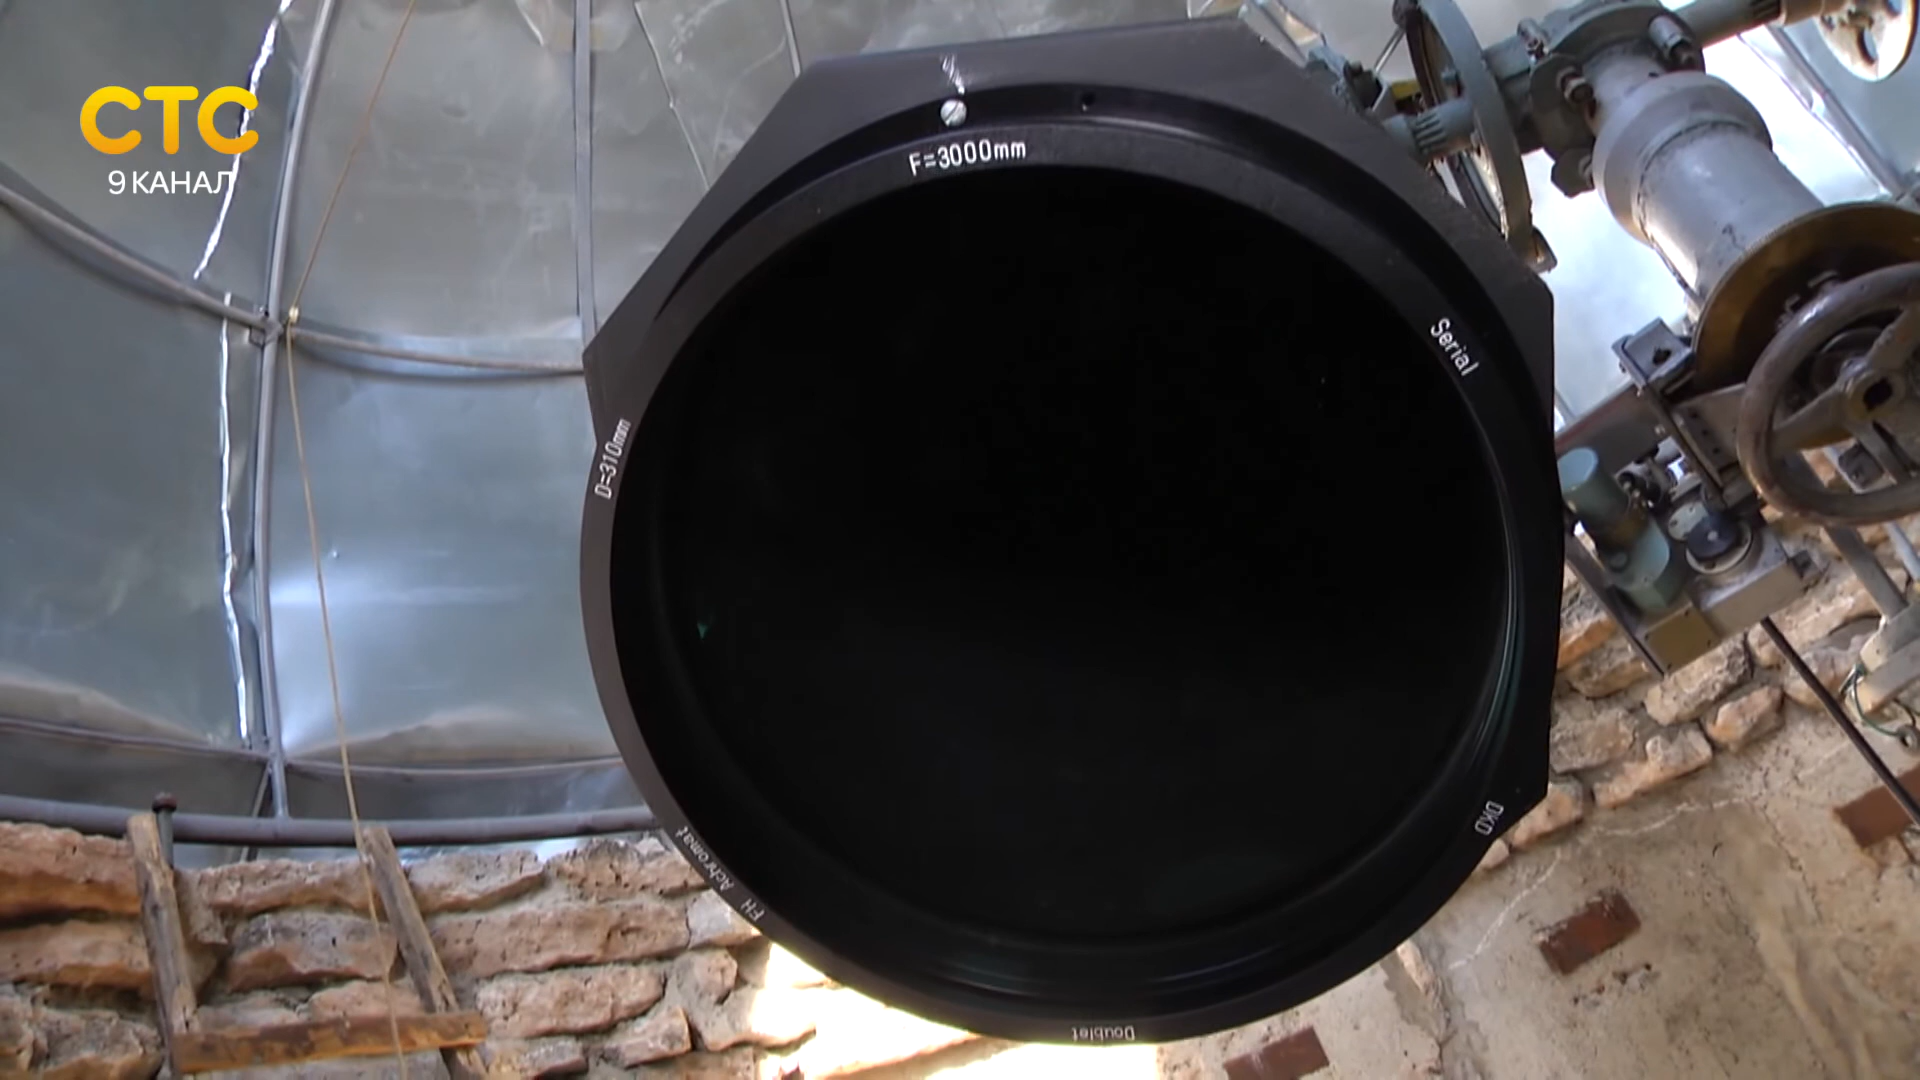 СТС
9 КАНАЛ
F=3000mm
Serial
D=310mm
DKD
FH Achromat
Doublet